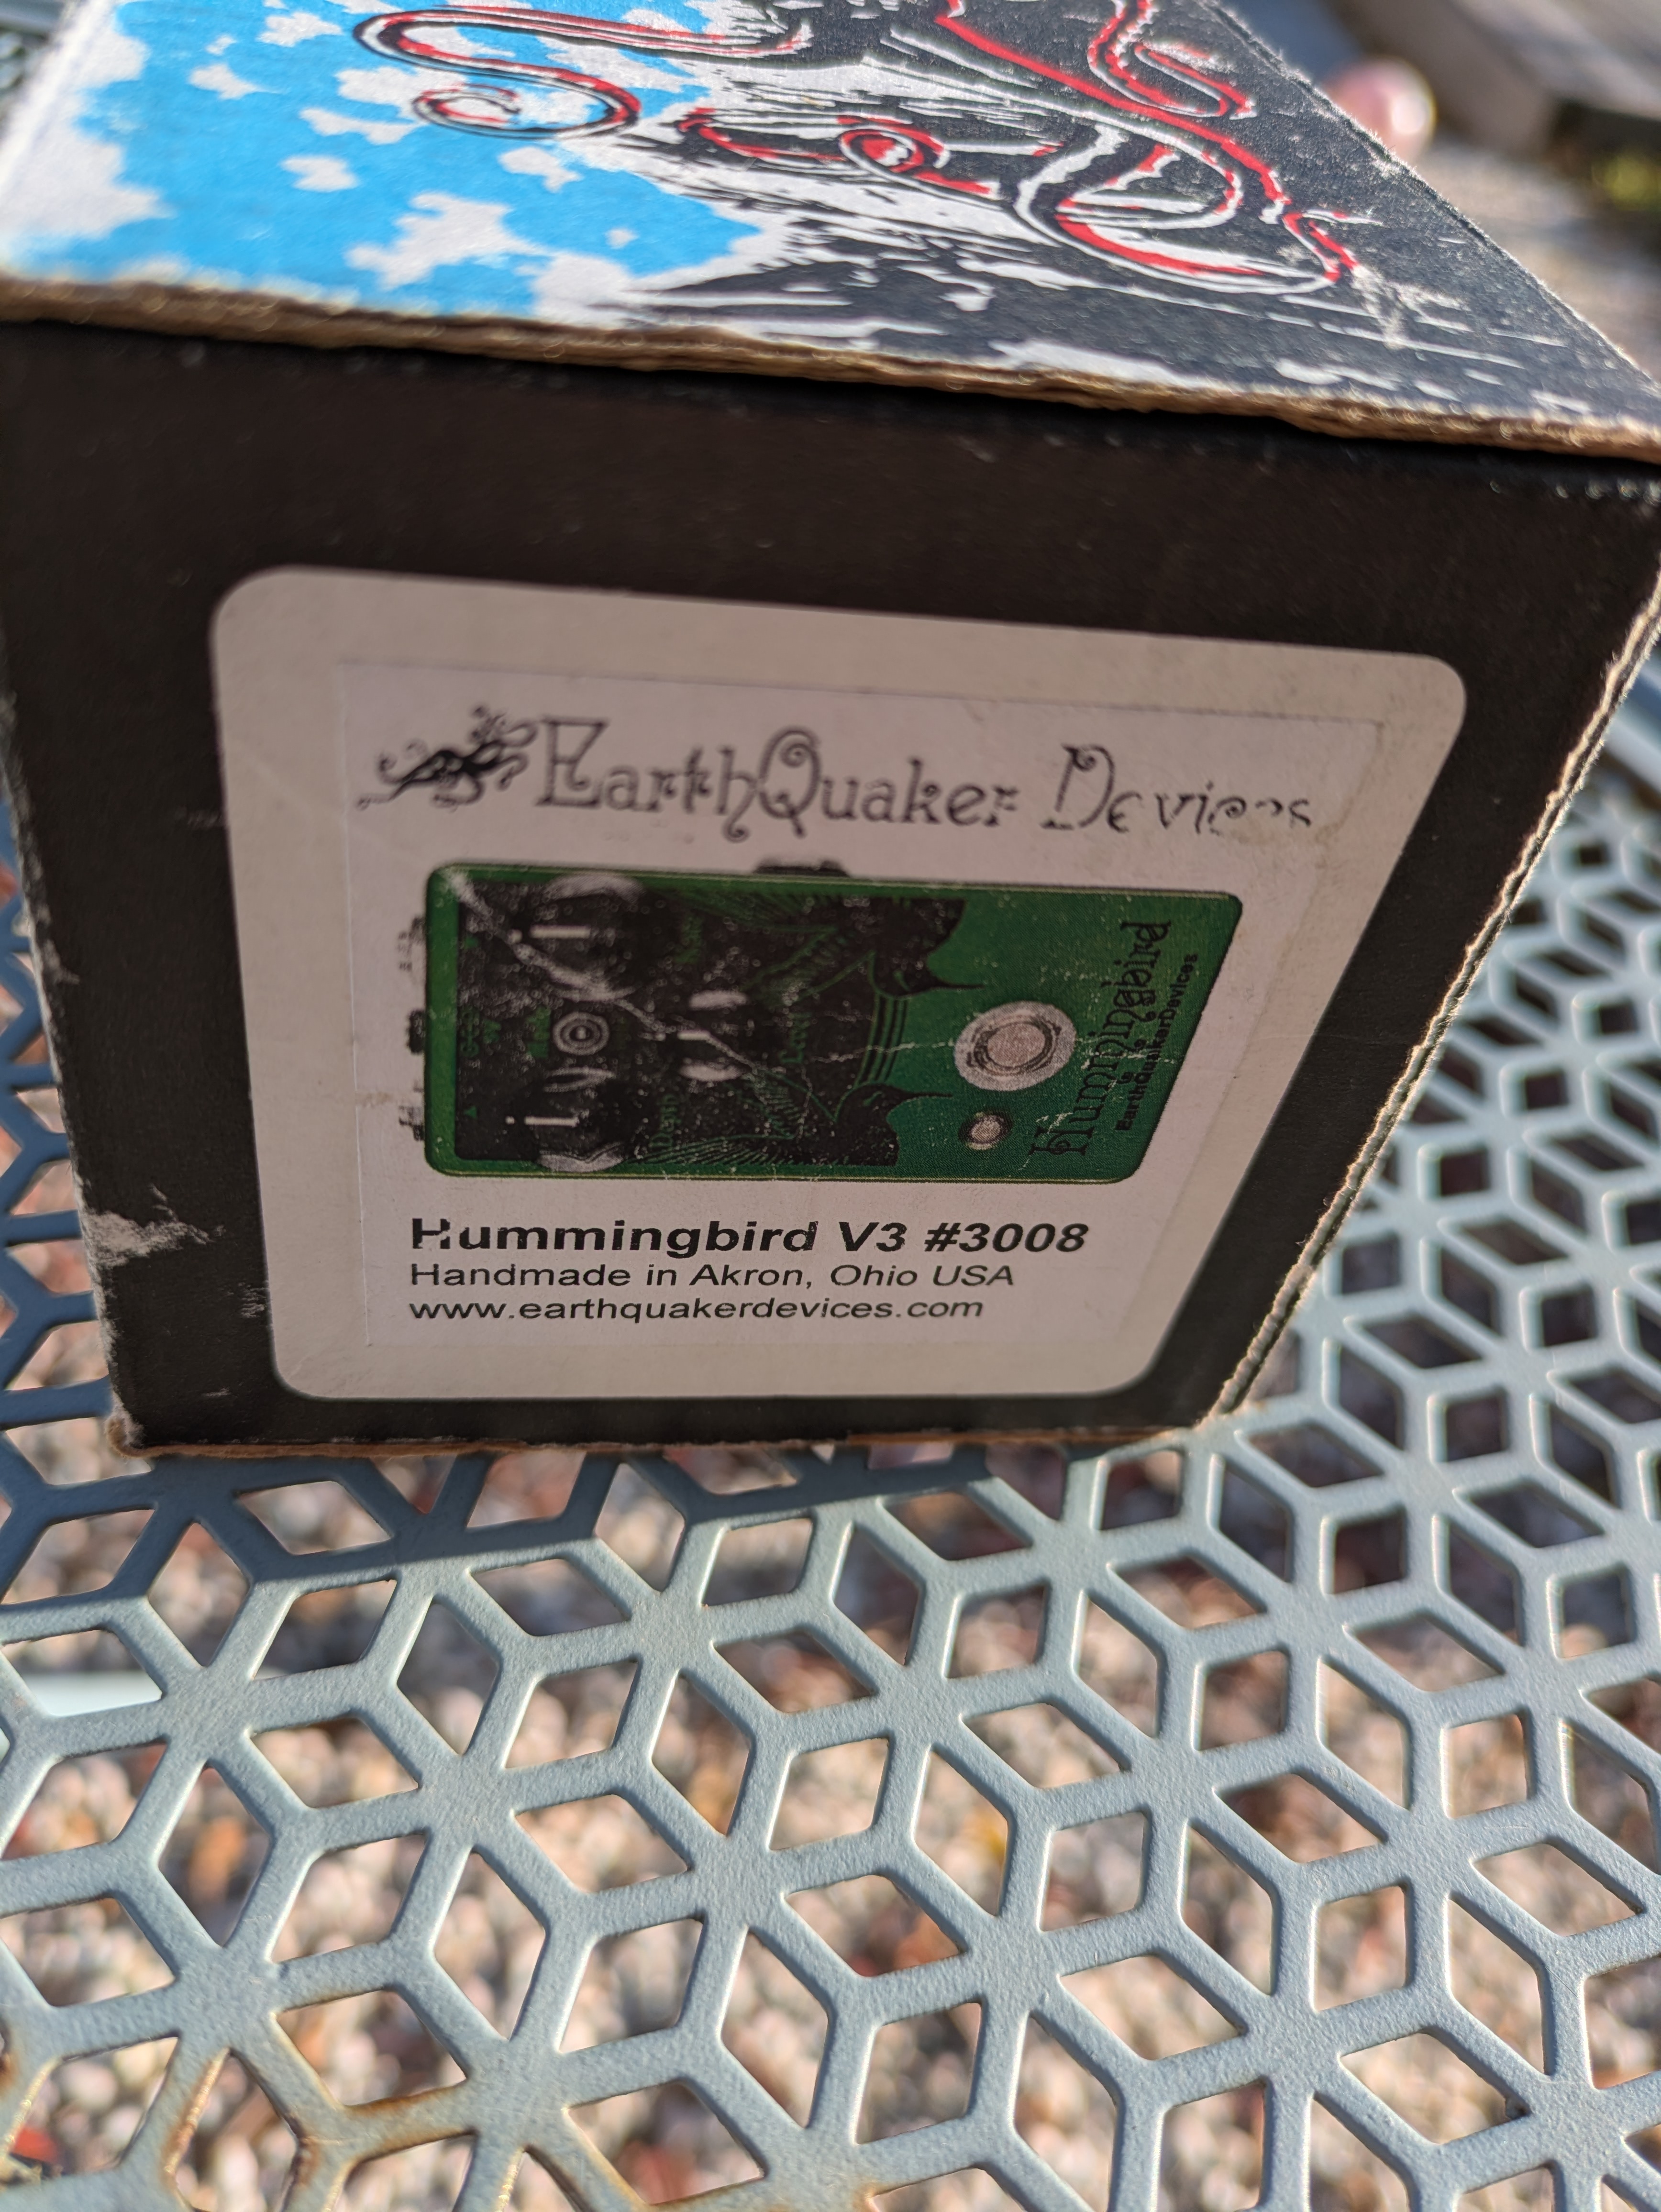 EarthQuaker Devices
Hummingbird
EarthQuakerDevices
Hummingbird V3 #3008
Handmade in Akron, Ohio USA
www.earthquakerdevices.com